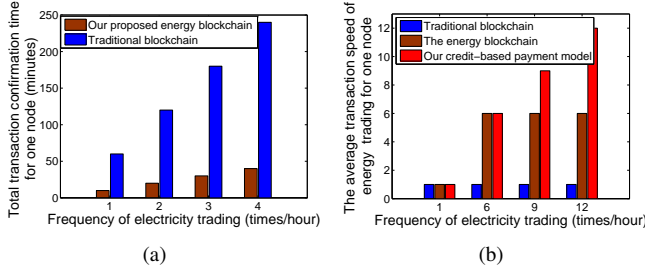 Total transaction confirmation time
for one node (minutes)
250
200
150
100
50
0
Our proposed energy blockchain
Traditional blockchain
1
2
3
4
Frequency of electricity trading (times/hour)
(a)
The average transaction speed of
energy trading for one node
12
10
8
6
4
2
0
Traditional blockchain
The energy blockchain
Our credit−based payment model
1
6
9
12
Frequency of electricity trading (times/hour)
(b)